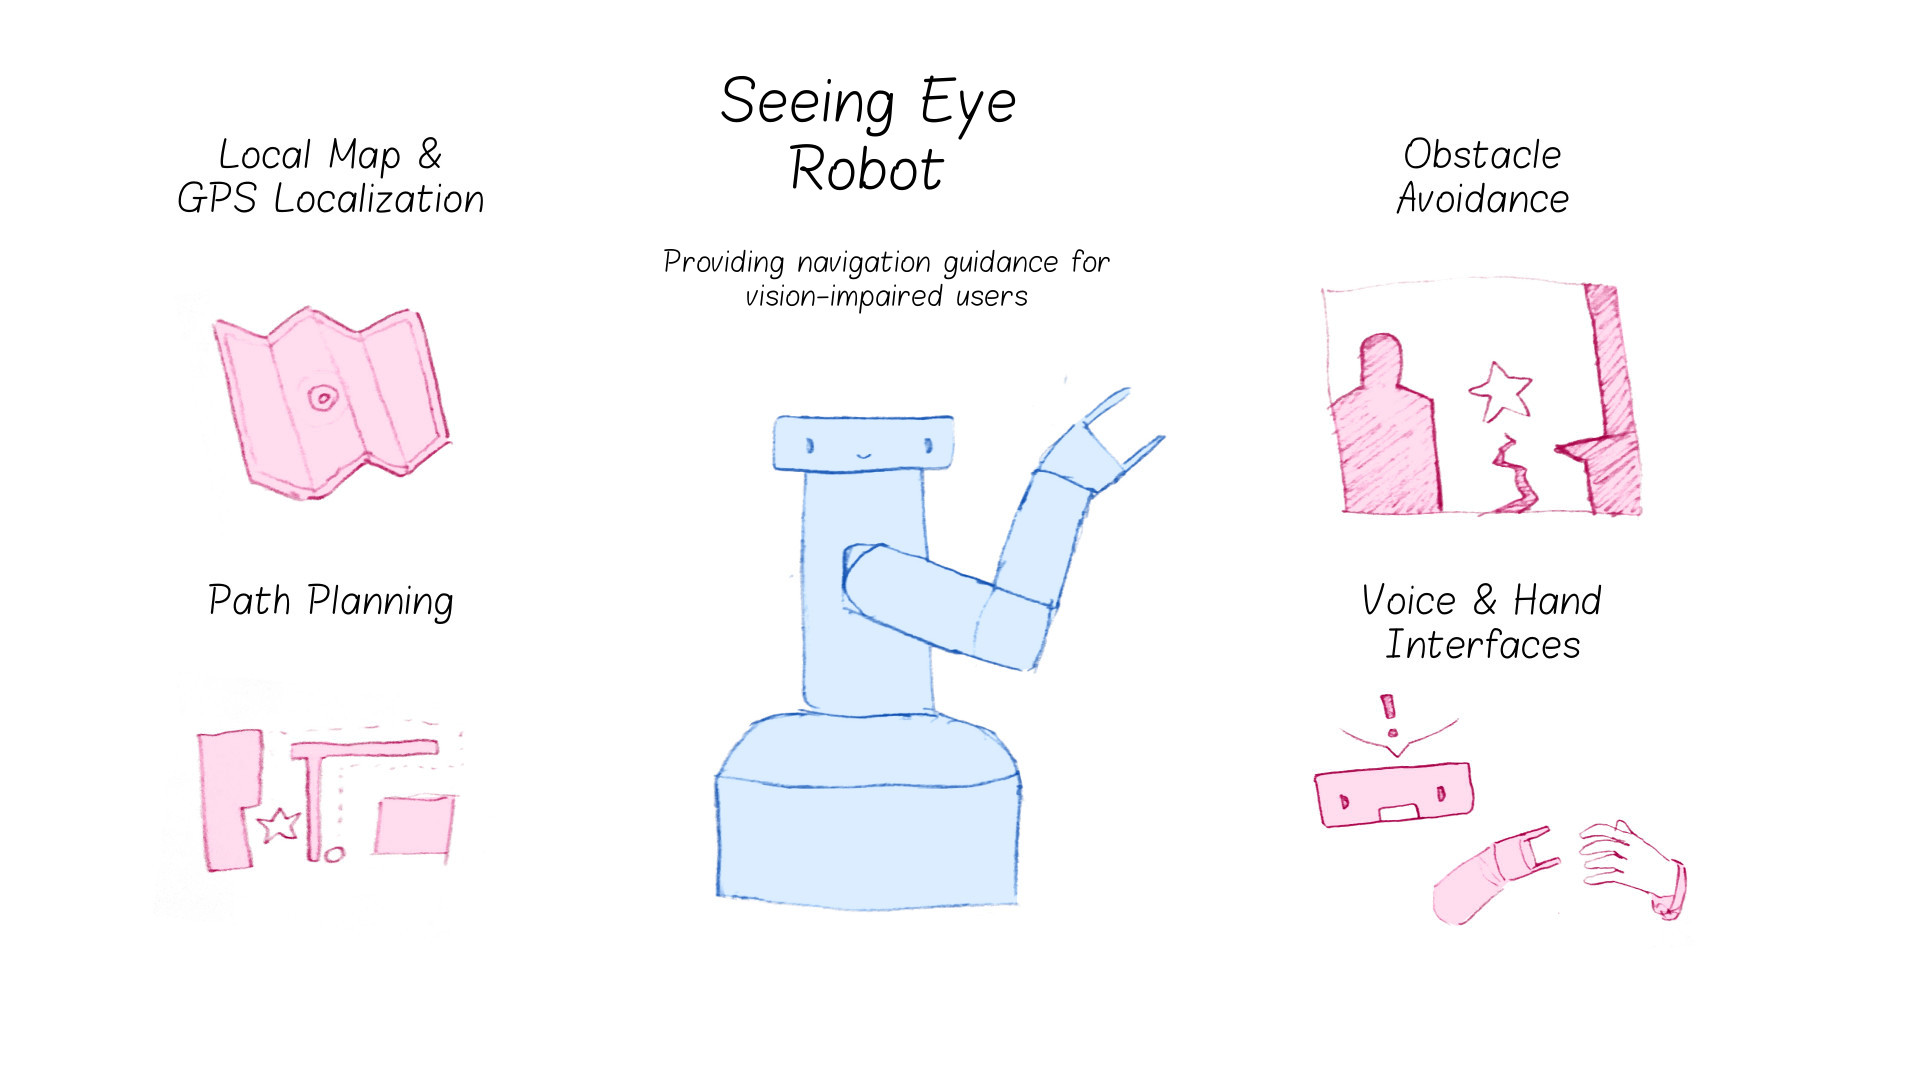 Seeing Eye
Robot
Providing navigation guidance for
vision-impaired users
Local Map &
GPS Localization
Path Planning
Obstacle
Avoidance
Voice & Hand
Interfaces
!